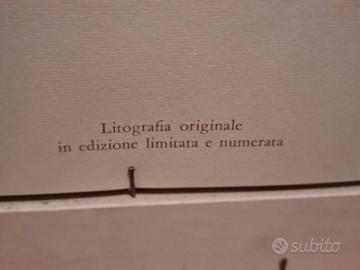 Litografia originale
in edizione limitata e numerata
subito